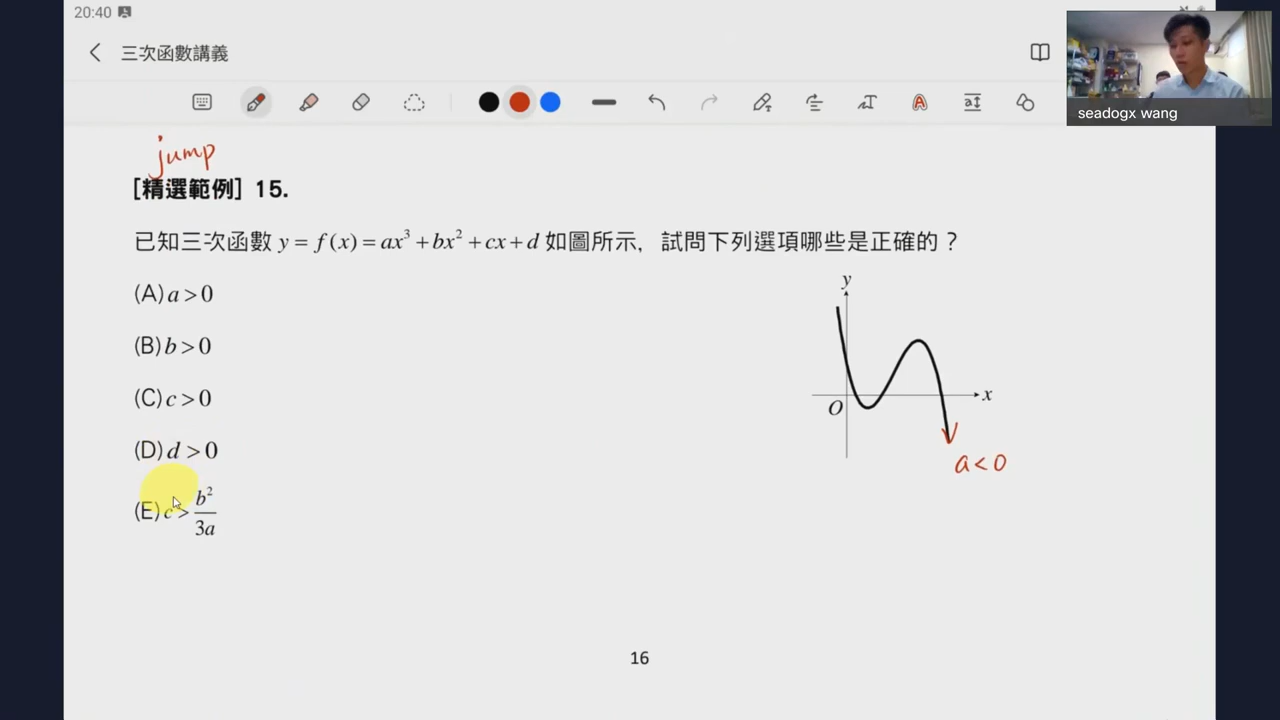 20:40
三次函數講義
seadogx wang
jump
[精選範例] 15.
已知三次函數 y = f(x) = ax³ + bx² + cx + d 如圖所示, 試問下列選項哪些是正確的？
(A) a > 0
(B) b > 0
(C) c > 0
(D) d > 0
(E) c > b²/3a
y
O
x
a < 0
16